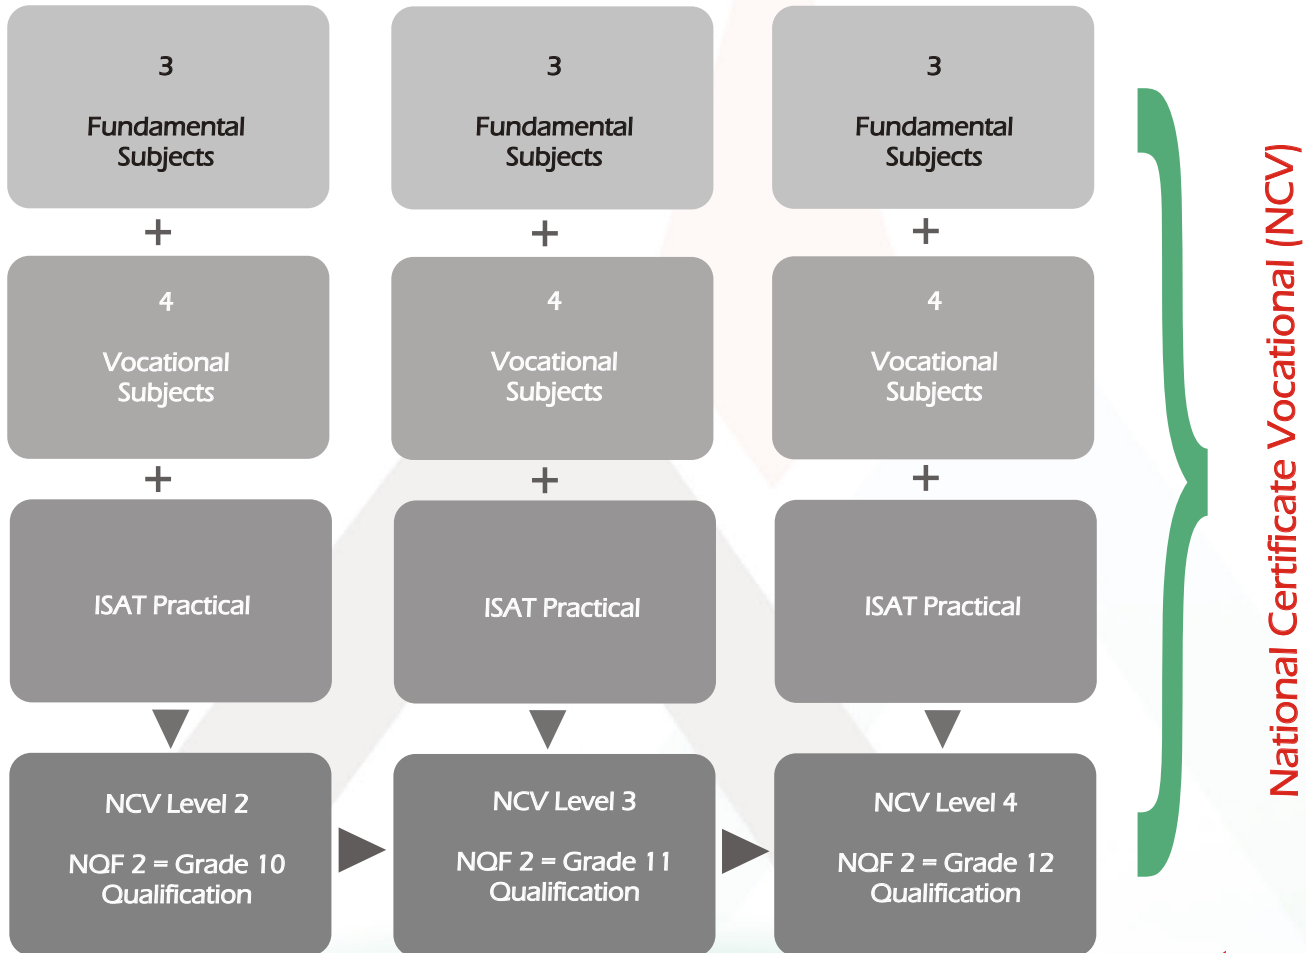 3
Fundamental
Subjects
+
4
Vocational
Subjects
+
ISAT Practical
NCV Level 2
NQF 2 = Grade 10
Qualification
3
Fundamental
Subjects
+
4
Vocational
Subjects
+
ISAT Practical
NCV Level 3
NQF 2 = Grade 11
Qualification
3
Fundamental
Subjects
+
4
Vocational
Subjects
+
ISAT Practical
NCV Level 4
NQF 2 = Grade 12
Qualification
National Certificate Vocational (NCV)